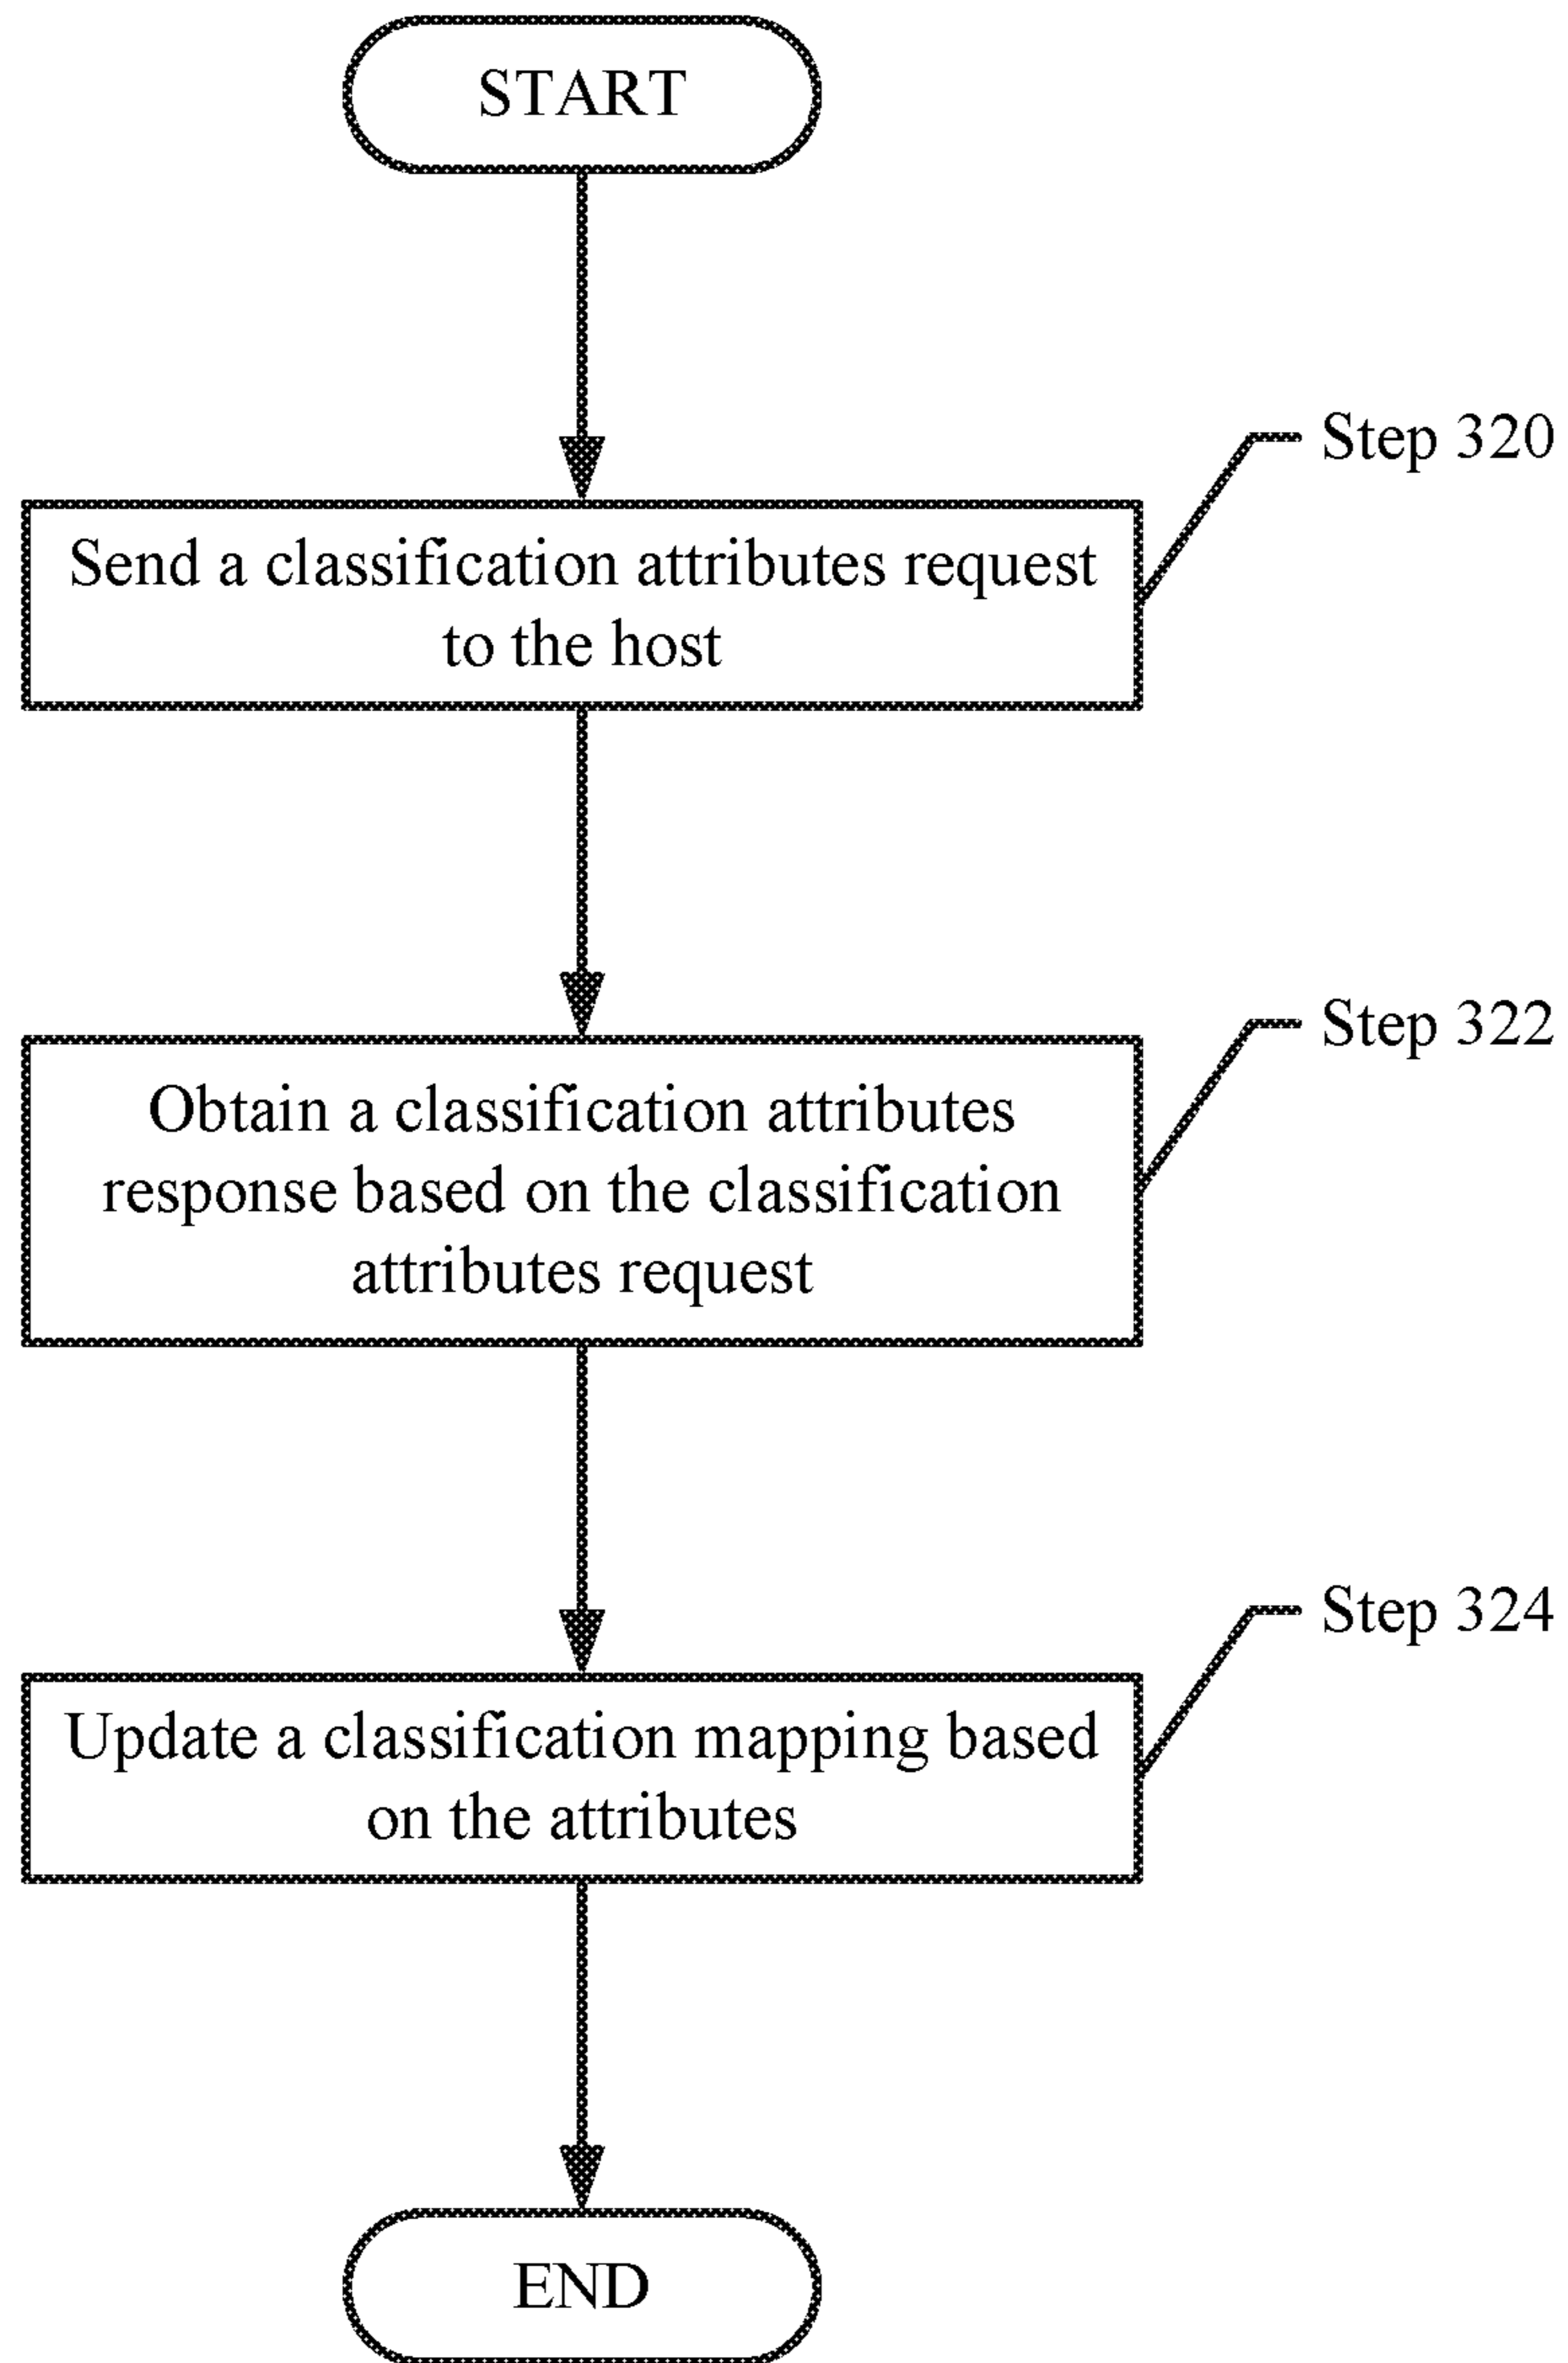 START
Step 320
Send a classification attributes request
to the host
Step 322
Obtain a classification attributes
response based on the classification
attributes request
Step 324
Update a classification mapping based
on the attributes
END